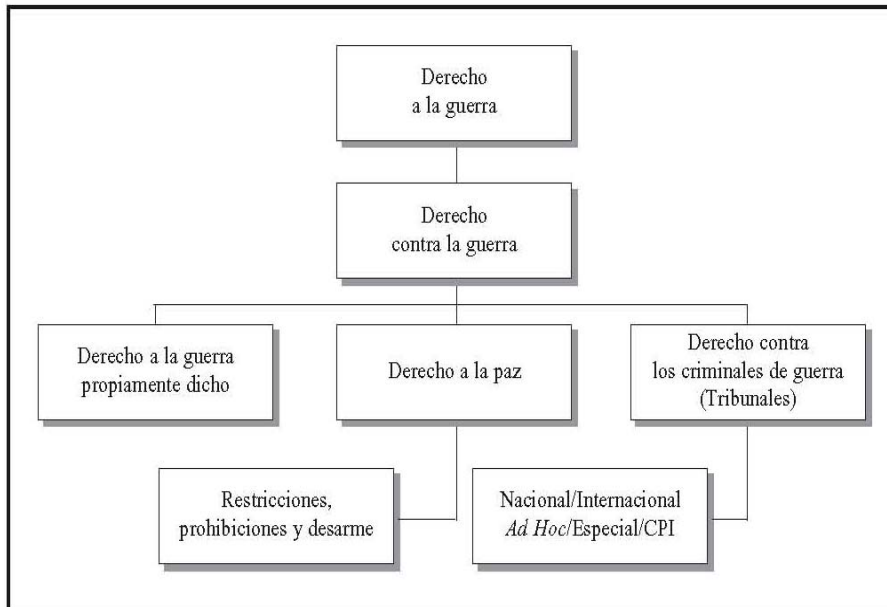 Derecho
a la guerra
Derecho
contra la guerra
Derecho a la guerra
propiamente dicho
Derecho a la paz
Derecho contra
los criminales de guerra
(Tribunales)
Restricciones,
prohibiciones y desarme
Nacional/Internacional
Ad Hoc/Especial/CPI